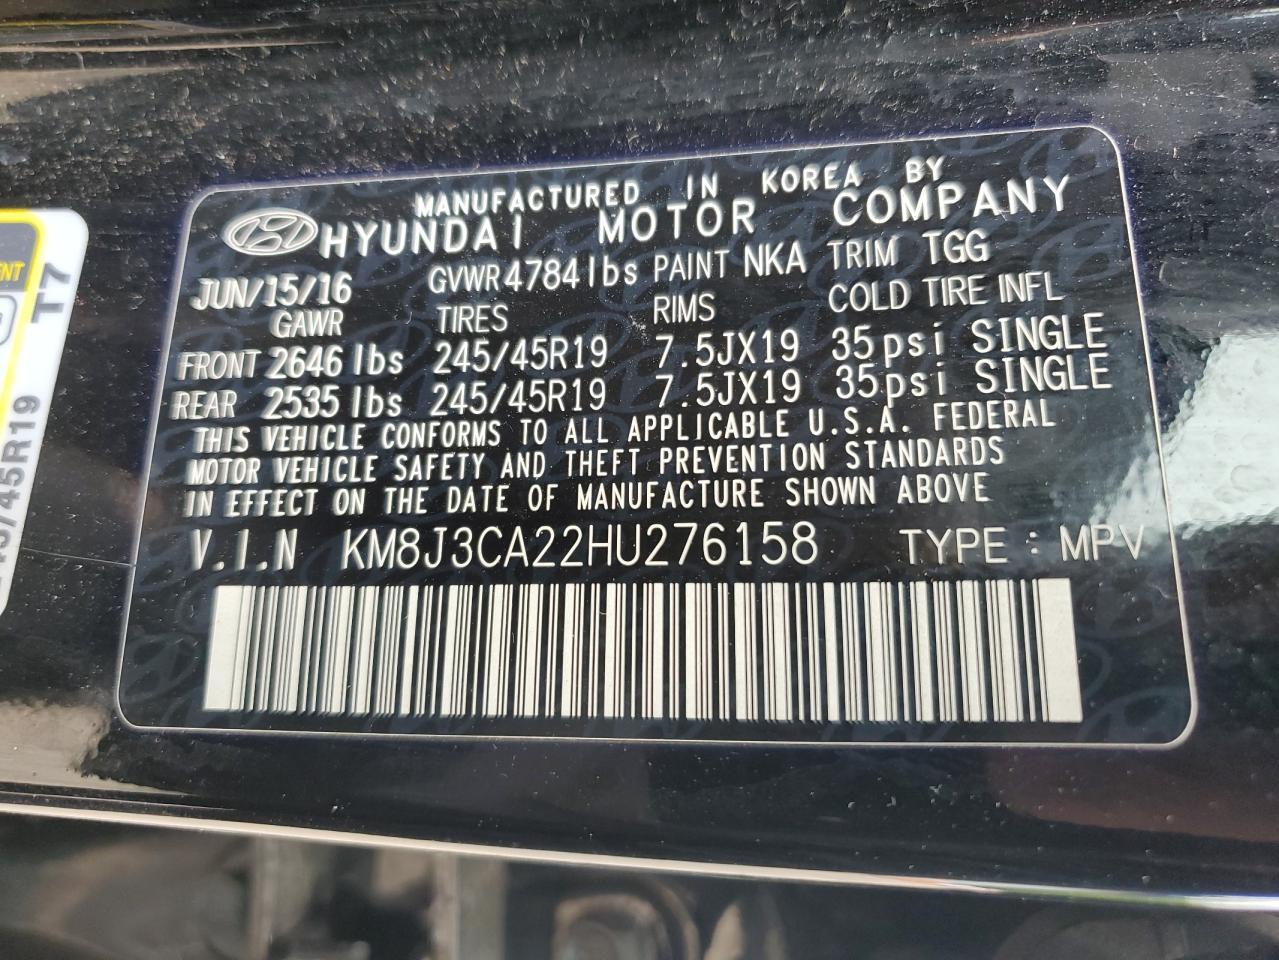 MANUFACTURED IN KOREA BY
HYUNDAI MOTOR COMPANY
JUN/15/16 GVWR 4784 lbs PAINT NKA TRIM TGG
GAWR TIRES RIMS COLD TIRE INFL
FRONT 2646 lbs 245/45R19 7.5JX19 35psi SINGLE
REAR 2535 lbs 245/45R19 7.5JX19 35psi SINGLE
THIS VEHICLE CONFORMS TO ALL APPLICABLE U.S.A. FEDERAL
MOTOR VEHICLE SAFETY AND THEFT PREVENTION STANDARDS
IN EFFECT ON THE DATE OF MANUFACTURE SHOWN ABOVE
V.I.N KM8J3CA22HU276158 TYPE : MPV
T7
45R19